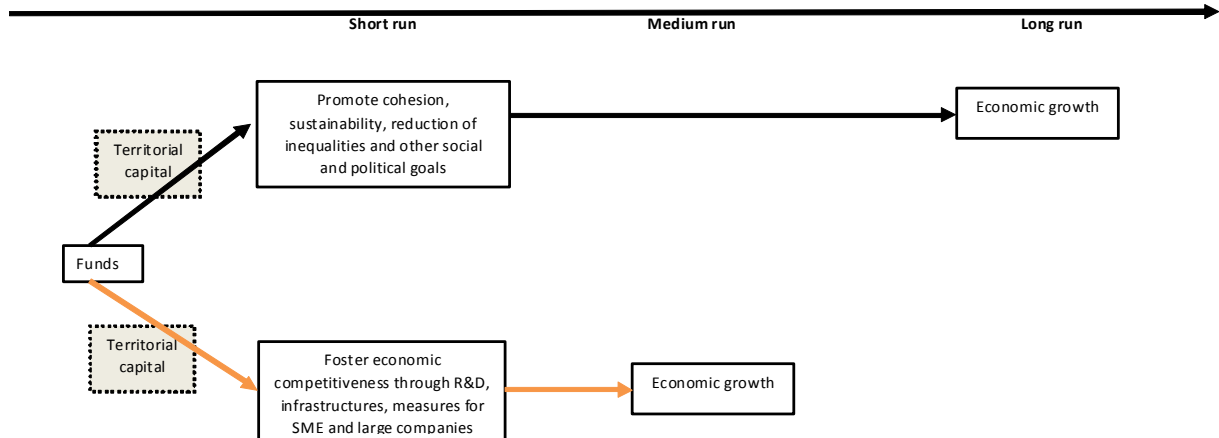 Short run
Medium run
Long run
Promote cohesion,
sustainability, reduction of
inequalities and other social
and political goals
Economic growth
Territorial
capital
Funds
Territorial
capital
Foster economic
competitiveness through R&D,
infrastructures, measures for
SME and large companies
Economic growth